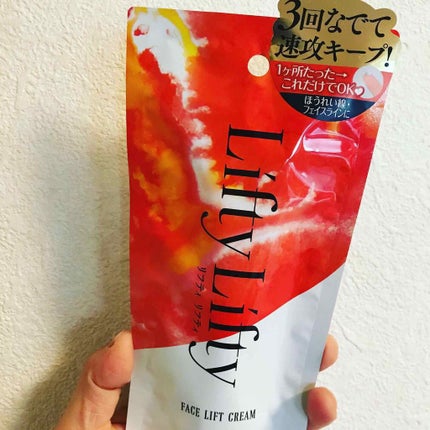 3回なでて
速攻キープ!
1ヶ所たった→
これだけでOK
ほうれい線・
フェイスラインに
Lifty Lifty
リフティ リフティ
FACE LIFT CREAM